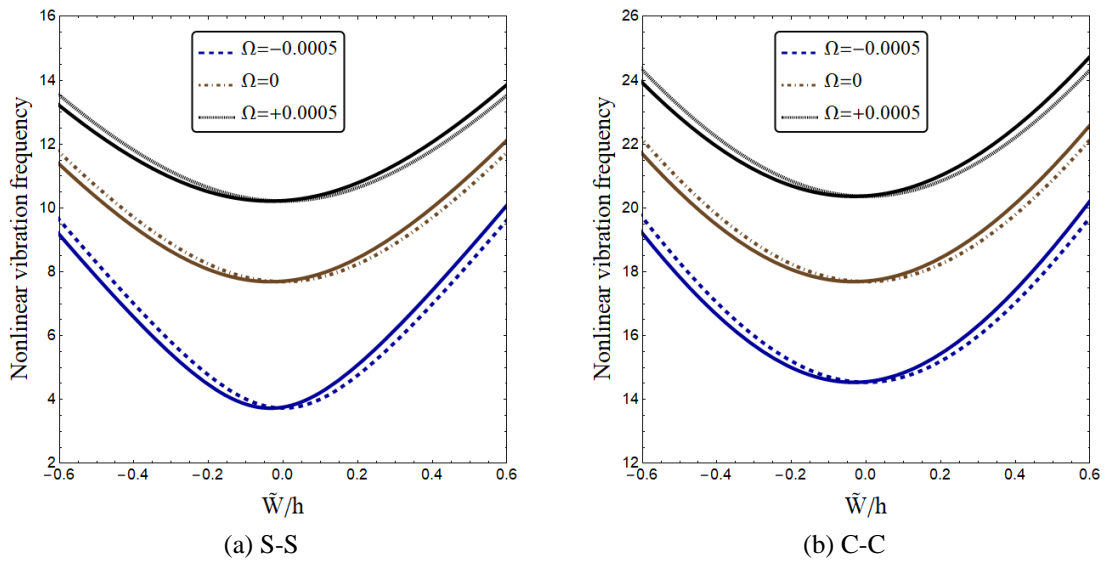 16
14
12
10
8
6
4
2
Nonlinear vibration frequency
Ω=−0.0005
Ω=0
Ω=+0.0005
−0.6 −0.4 −0.2 0.0 0.2 0.4 0.6
W̃/h
(a) S-S
26
24
22
20
18
16
14
12
Nonlinear vibration frequency
Ω=−0.0005
Ω=0
Ω=+0.0005
−0.6 −0.4 −0.2 0.0 0.2 0.4 0.6
W̃/h
(b) C-C